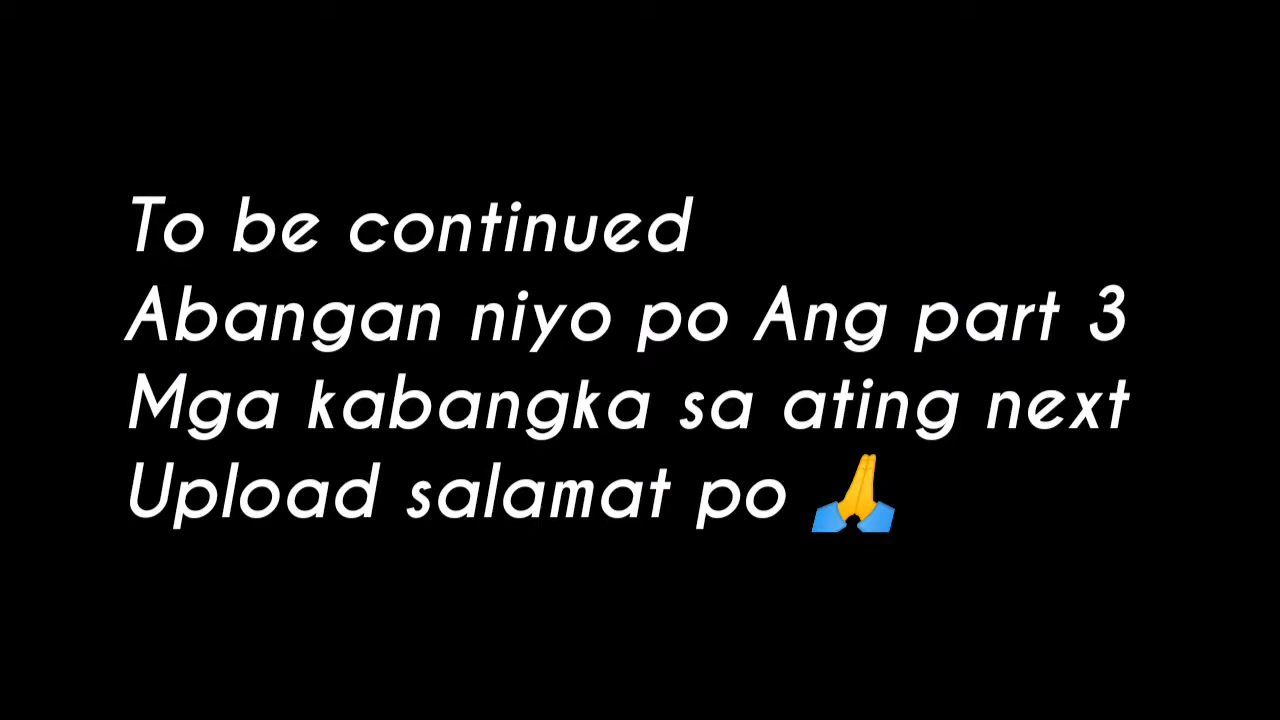 To be continued
Abangan niyo po Ang part 3
Mga kabangka sa ating next
Upload salamat po 🙏